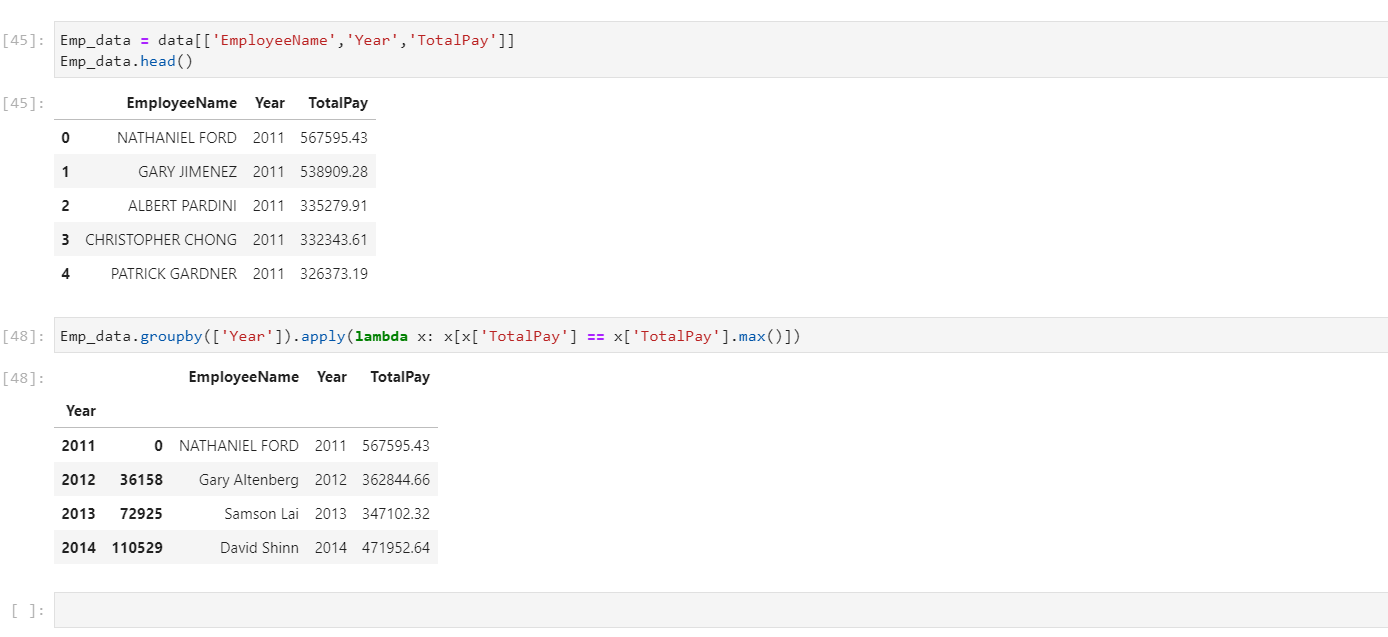 [45]: Emp_data = data[['EmployeeName','Year','TotalPay']]
Emp_data.head()
[45]: EmployeeName Year TotalPay
0 NATHANIEL FORD 2011 567595.43
1 GARY JIMENEZ 2011 538909.28
2 ALBERT PARDINI 2011 335279.91
3 CHRISTOPHER CHONG 2011 332343.61
4 PATRICK GARDNER 2011 326373.19
[48]: Emp_data.groupby(['Year']).apply(lambda x: x[x['TotalPay'] == x['TotalPay'].max()])
[48]: EmployeeName Year TotalPay
Year
2011 0 NATHANIEL FORD 2011 567595.43
2012 36158 Gary Altenberg 2012 362844.66
2013 72925 Samson Lai 2013 347102.32
2014 110529 David Shinn 2014 471952.64
[ ]: